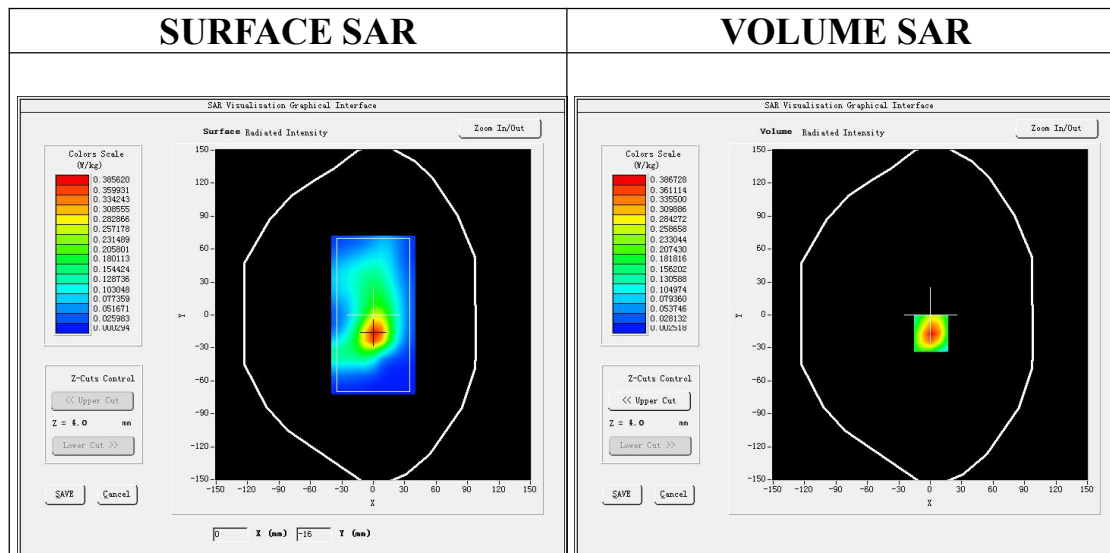 SURFACE SAR
VOLUME SAR
SAR Visualisation Graphical Interface
Surface Radiated Intensity
Zoom In/Out
Colors Scale
(W/kg)
0.385620
0.359931
0.334243
0.308555
0.282866
0.257178
0.231489
0.205801
0.180113
0.154424
0.128736
0.103048
0.077359
0.051671
0.025983
0.000294
Z-Cuts Control
<< Upper Cut
Z = 4.0 mm
Lower Cut >>
SAVE
Cancel
150
120
90
60
30
0
-30
-60
-90
-120
-150
Y
-150 -120 -90 -60 -30 0 30 60 90 120 150
X
0 X (mm) -16 Y (mm)
SAR Visualisation Graphical Interface
Volume Radiated Intensity
Zoom In/Out
Colors Scale
(W/kg)
0.386728
0.361114
0.335500
0.309886
0.284272
0.258658
0.233044
0.207430
0.181816
0.156202
0.130588
0.104974
0.079360
0.053746
0.028132
0.002518
Z-Cuts Control
<< Upper Cut
Z = 4.0 mm
Lower Cut >>
SAVE
Cancel
150
120
90
60
30
0
-30
-60
-90
-120
-150
Y
-150 -120 -90 -60 -30 0 30 60 90 120 150
X